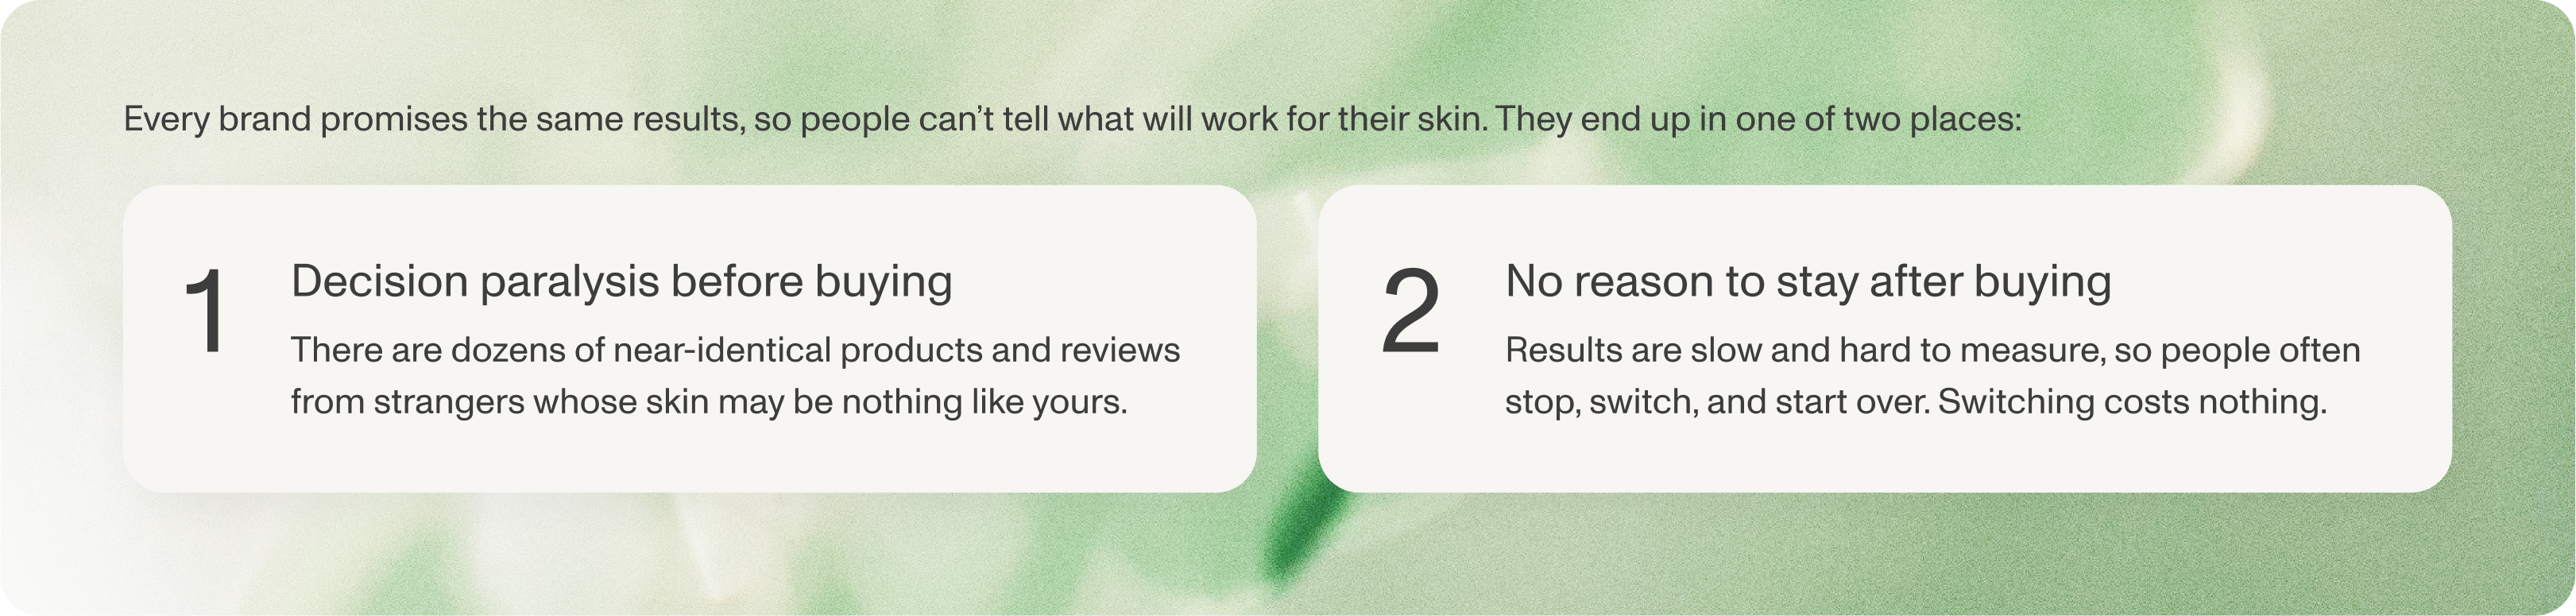 Every brand promises the same results, so people can’t tell what will work for their skin. They end up in one of two places:
1
Decision paralysis before buying
There are dozens of near-identical products and reviews
from strangers whose skin may be nothing like yours.
2
No reason to stay after buying
Results are slow and hard to measure, so people often
stop, switch, and start over. Switching costs nothing.